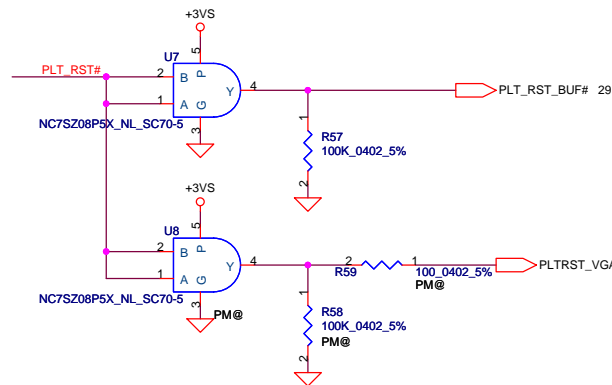 +3VS
U7
5
PLT_RST#
2
B
P
Y
4
PLT_RST_BUF# 29
1
A
G
NC7SZ08P5X_NL_SC70-5
3
1
R57
100K_0402_5%
2
+3VS
U8
5
2
B
P
Y
4
2
R59
1
100_0402_5%
PM@
PLTRST_VGA
1
A
G
NC7SZ08P5X_NL_SC70-5
3
PM@
1
R58
100K_0402_5%
PM@
2